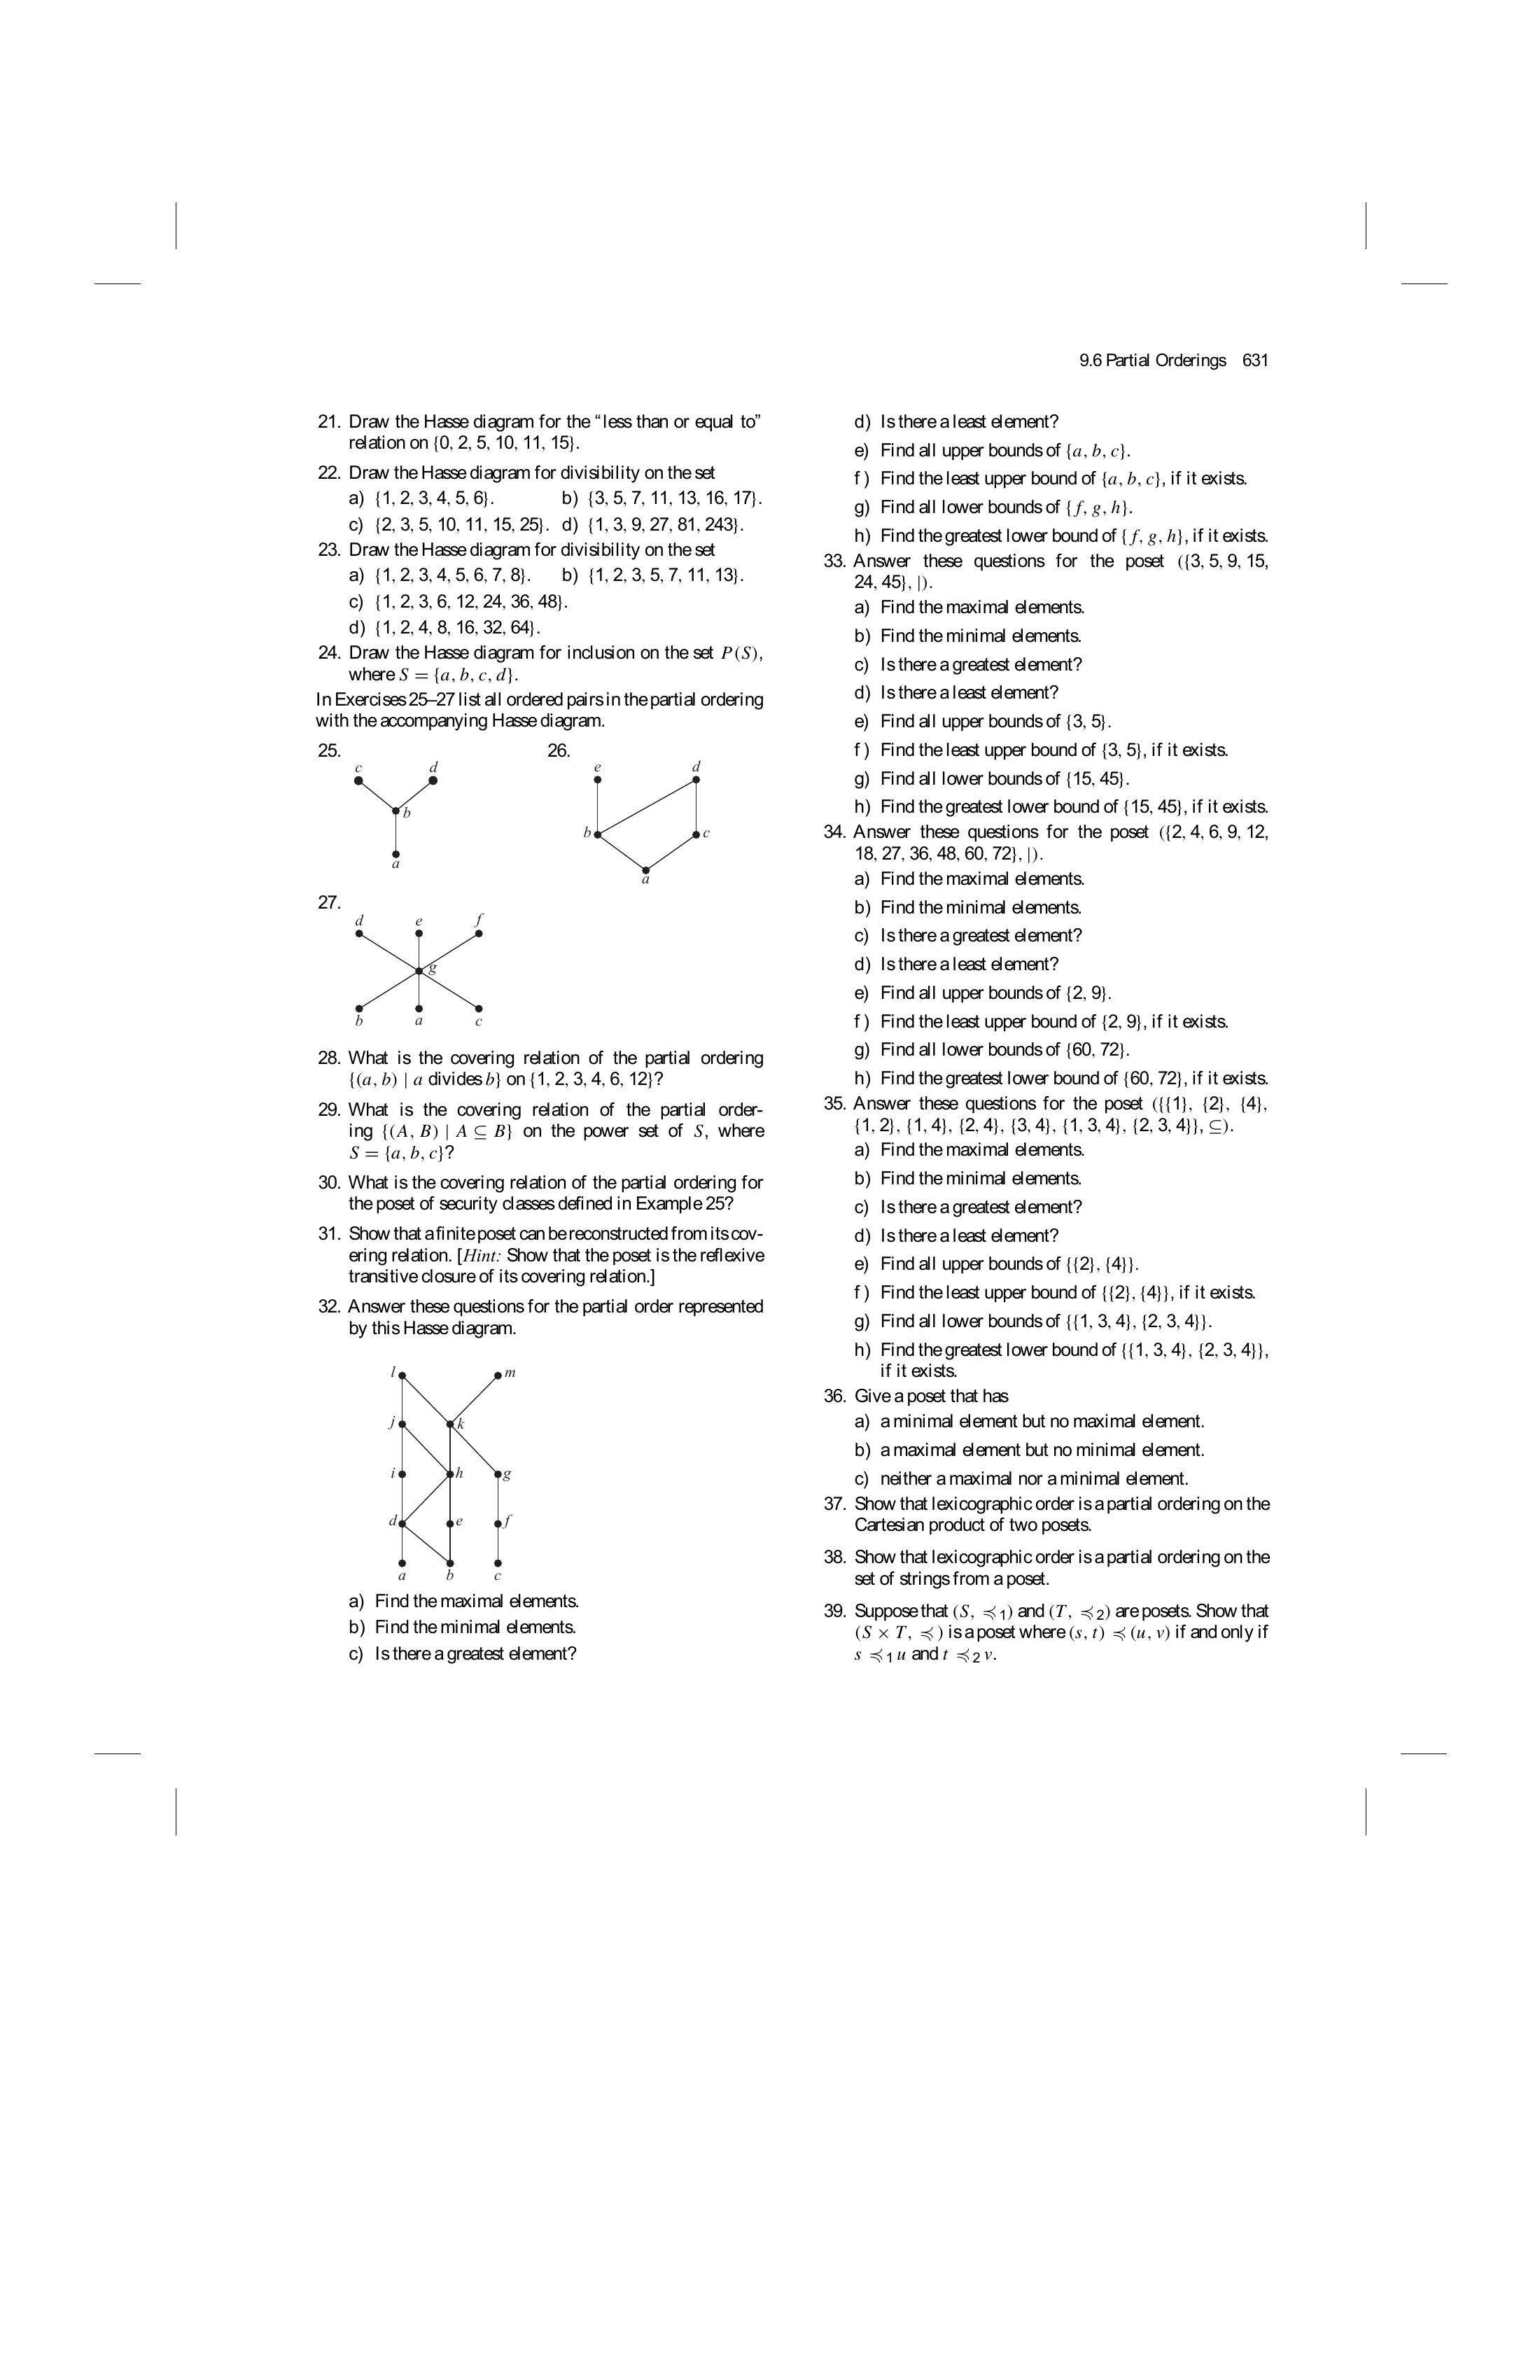 9.6 Partial Orderings 631
21. Draw the Hasse diagram for the “less than or equal to”
relation on {0, 2, 5, 10, 11, 15}.
22. Draw the Hasse diagram for divisibility on the set
a) {1, 2, 3, 4, 5, 6}. b) {3, 5, 7, 11, 13, 16, 17}.
c) {2, 3, 5, 10, 11, 15, 25}. d) {1, 3, 9, 27, 81, 243}.
23. Draw the Hasse diagram for divisibility on the set
a) {1, 2, 3, 4, 5, 6, 7, 8}. b) {1, 2, 3, 5, 7, 11, 13}.
c) {1, 2, 3, 6, 12, 24, 36, 48}.
d) {1, 2, 4, 8, 16, 32, 64}.
24. Draw the Hasse diagram for inclusion on the set P(S),
where S = {a, b, c, d}.
In Exercises 25–27 list all ordered pairs in the partial ordering
with the accompanying Hasse diagram.
25. 26.
c d
b
a
e d
b c
a
27.
d e f
g
b a c
28. What is the covering relation of the partial ordering
{(a, b) | a divides b} on {1, 2, 3, 4, 6, 12}?
29. What is the covering relation of the partial order-
ing {(A, B) | A ⊆ B} on the power set of S, where
S = {a, b, c}?
30. What is the covering relation of the partial ordering for
the poset of security classes defined in Example 25?
31. Show that a finite poset can be reconstructed from its cov-
ering relation. [Hint: Show that the poset is the reflexive
transitive closure of its covering relation.]
32. Answer these questions for the partial order represented
by this Hasse diagram.
l m
j k
i h g
d e f
a b c
a) Find the maximal elements.
b) Find the minimal elements.
c) Is there a greatest element?
d) Is there a least element?
e) Find all upper bounds of {a, b, c}.
f) Find the least upper bound of {a, b, c}, if it exists.
g) Find all lower bounds of {f, g, h}.
h) Find the greatest lower bound of {f, g, h}, if it exists.
33. Answer these questions for the poset ({3, 5, 9, 15,
24, 45}, |).
a) Find the maximal elements.
b) Find the minimal elements.
c) Is there a greatest element?
d) Is there a least element?
e) Find all upper bounds of {3, 5}.
f) Find the least upper bound of {3, 5}, if it exists.
g) Find all lower bounds of {15, 45}.
h) Find the greatest lower bound of {15, 45}, if it exists.
34. Answer these questions for the poset ({2, 4, 6, 9, 12,
18, 27, 36, 48, 60, 72}, |).
a) Find the maximal elements.
b) Find the minimal elements.
c) Is there a greatest element?
d) Is there a least element?
e) Find all upper bounds of {2, 9}.
f) Find the least upper bound of {2, 9}, if it exists.
g) Find all lower bounds of {60, 72}.
h) Find the greatest lower bound of {60, 72}, if it exists.
35. Answer these questions for the poset ({{1}, {2}, {4},
{1, 2}, {1, 4}, {2, 4}, {3, 4}, {1, 3, 4}, {2, 3, 4}}, ⊆).
a) Find the maximal elements.
b) Find the minimal elements.
c) Is there a greatest element?
d) Is there a least element?
e) Find all upper bounds of {{2}, {4}}.
f) Find the least upper bound of {{2}, {4}}, if it exists.
g) Find all lower bounds of {{1, 3, 4}, {2, 3, 4}}.
h) Find the greatest lower bound of {{1, 3, 4}, {2, 3, 4}},
if it exists.
36. Give a poset that has
a) a minimal element but no maximal element.
b) a maximal element but no minimal element.
c) neither a maximal nor a minimal element.
37. Show that lexicographic order is a partial ordering on the
Cartesian product of two posets.
38. Show that lexicographic order is a partial ordering on the
set of strings from a poset.
39. Suppose that (S, ≼1) and (T, ≼2) are posets. Show that
(S × T, ≼) is a poset where (s, t) ≼ (u, v) if and only if
s ≼1 u and t ≼2 v.